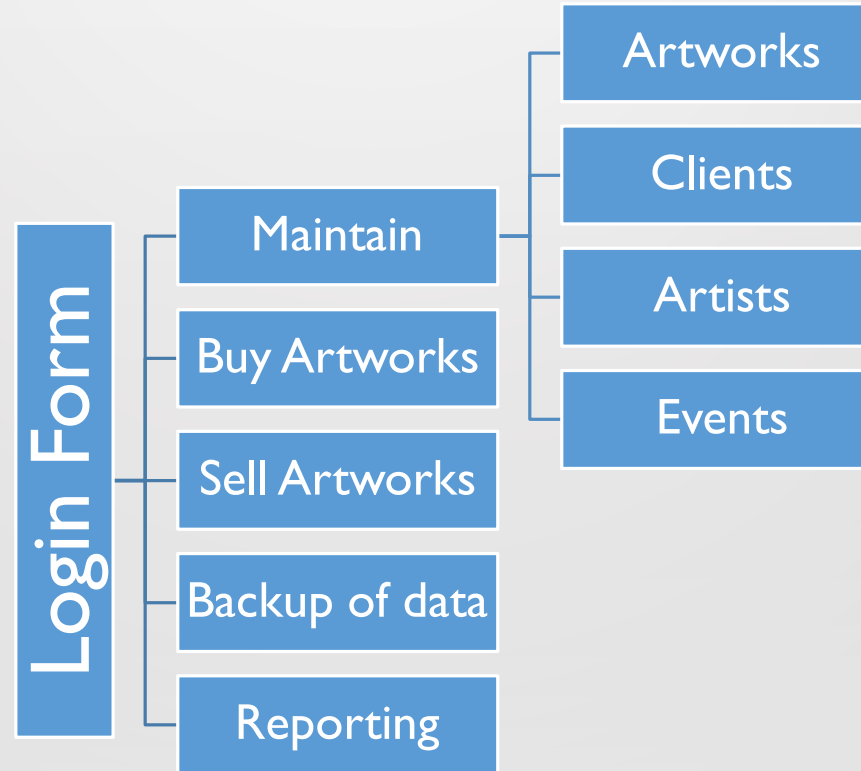 Login Form
Maintain
Buy Artworks
Sell Artworks
Backup of data
Reporting
Artworks
Clients
Artists
Events